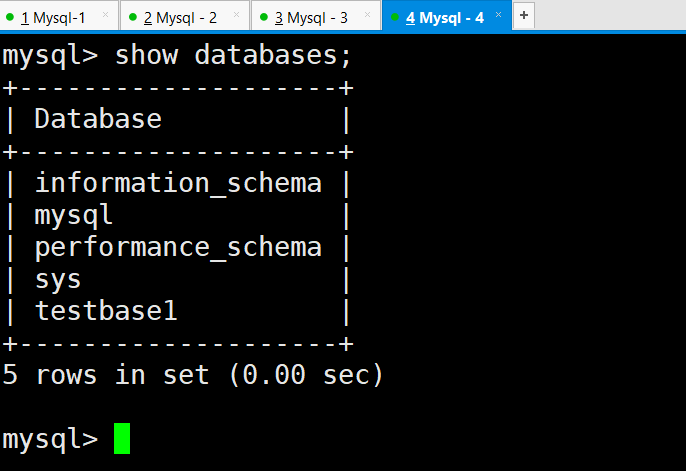 1 Mysql-1 × 2 Mysql - 2 × 3 Mysql - 3 × 4 Mysql - 4 × +
mysql> show databases;
+--------------------+
| Database           |
+--------------------+
| information_schema |
| mysql              |
| performance_schema |
| sys                |
| testbase1          |
+--------------------+
5 rows in set (0.00 sec)
mysql>